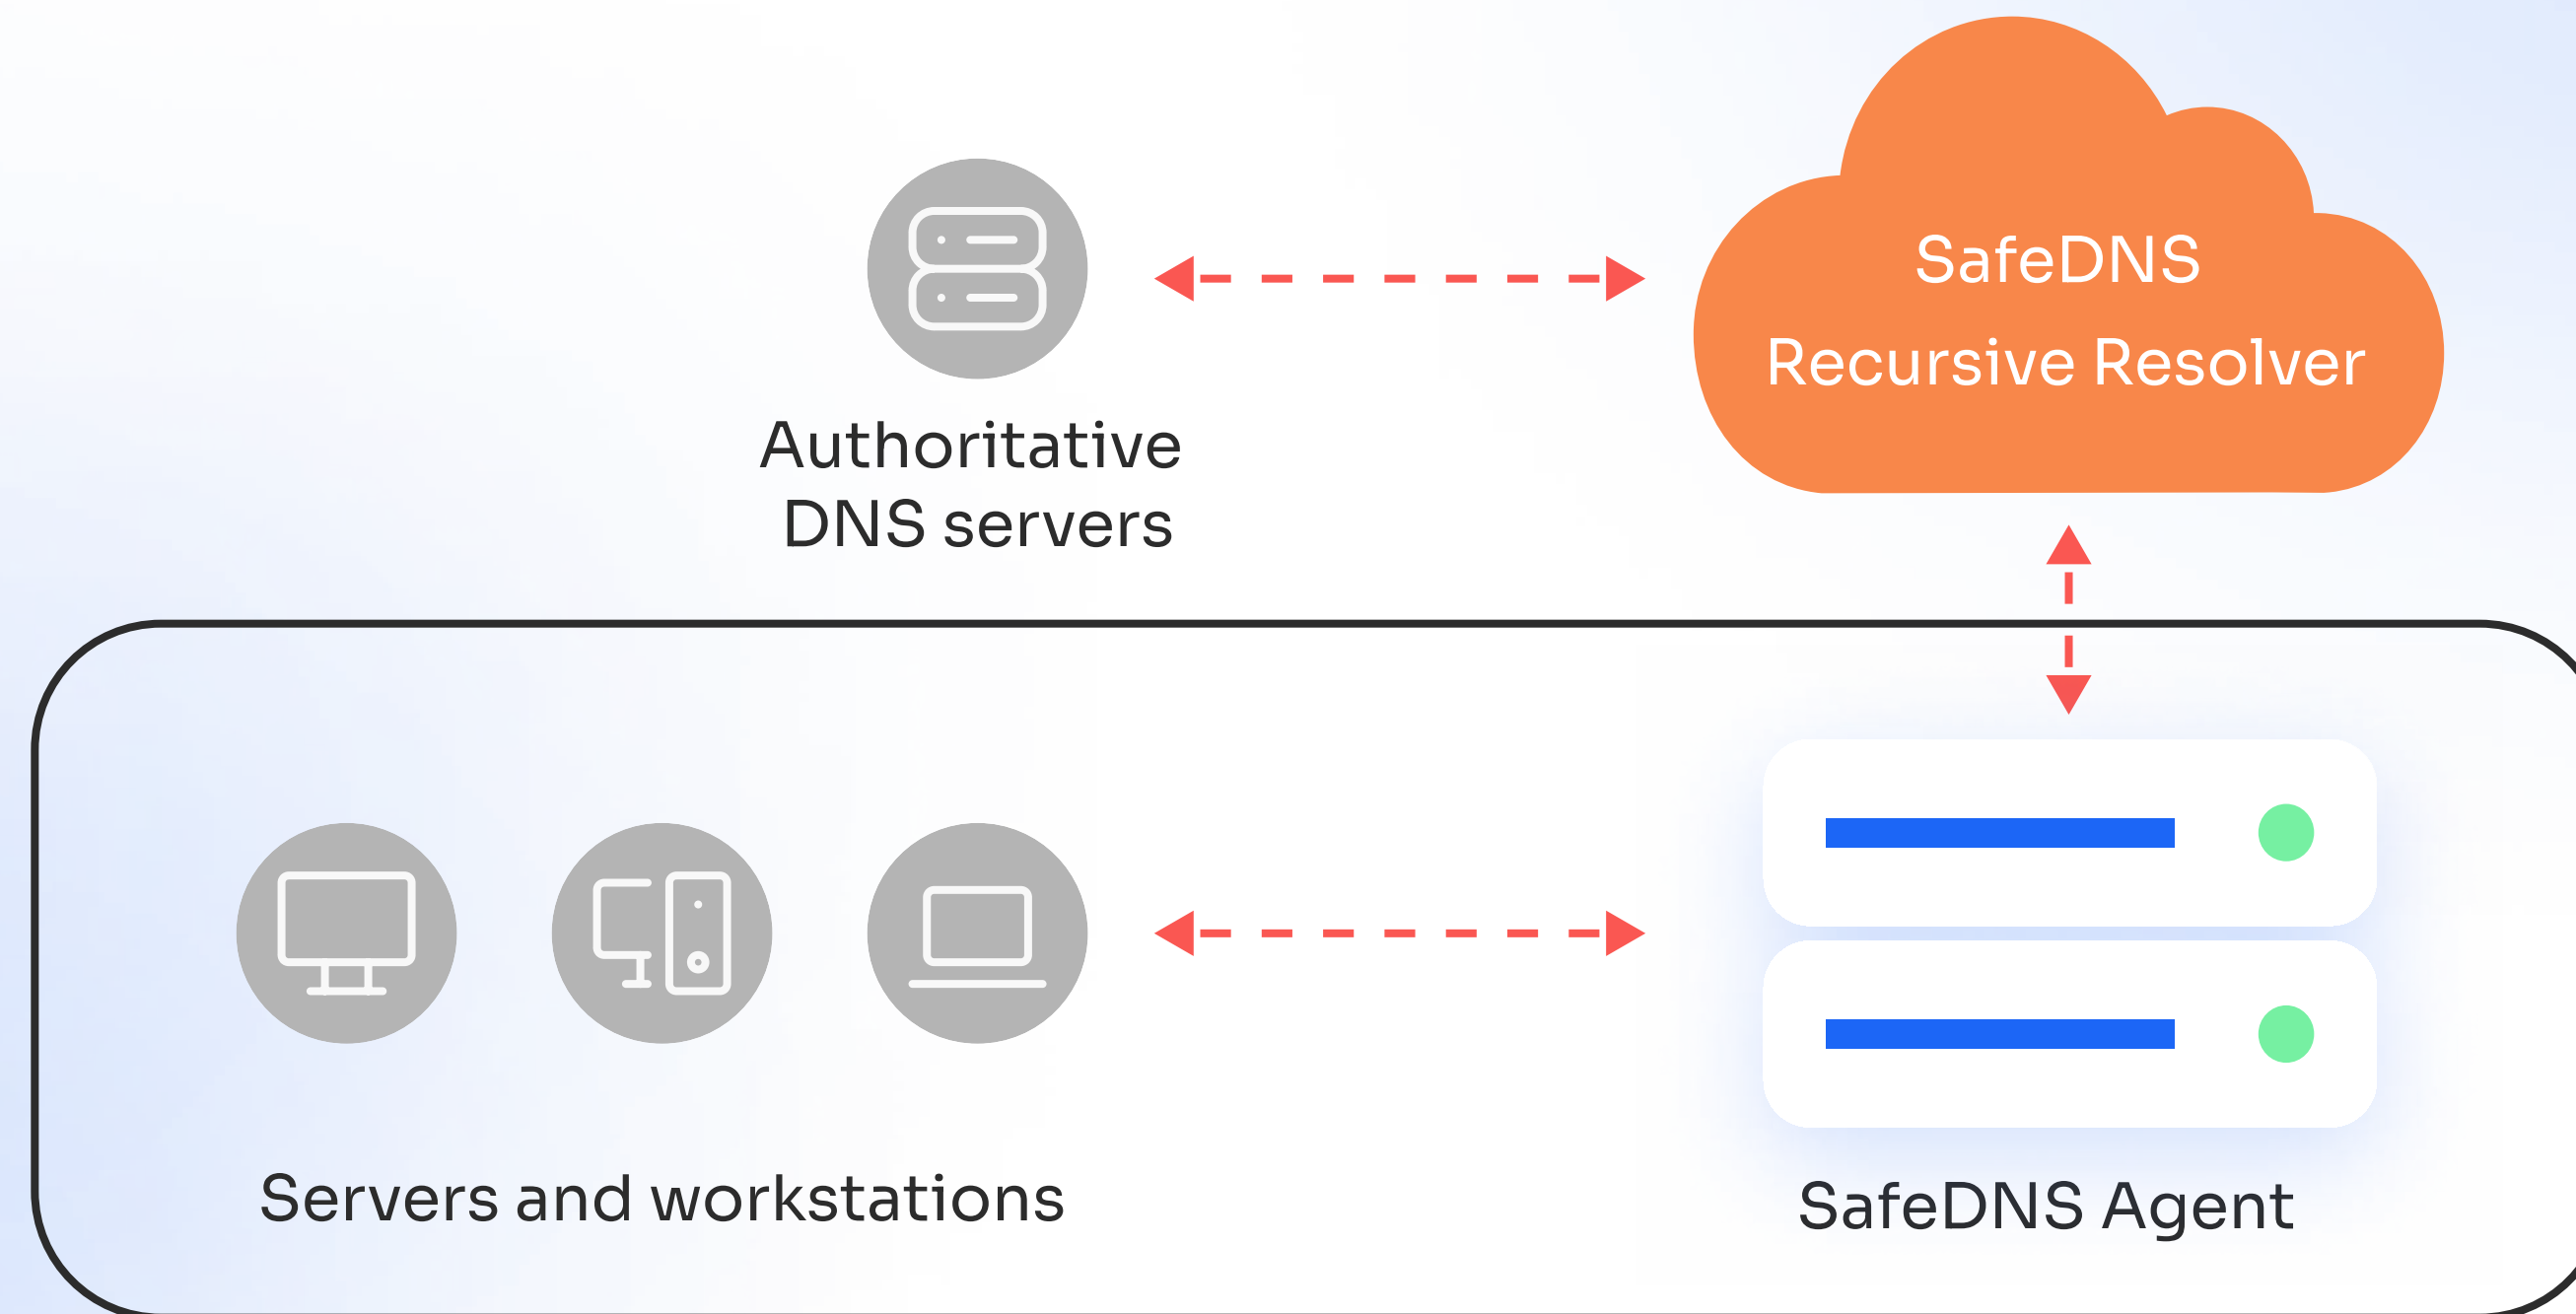 SafeDNS
Recursive Resolver
Authoritative
DNS servers
Servers and workstations
SafeDNS Agent